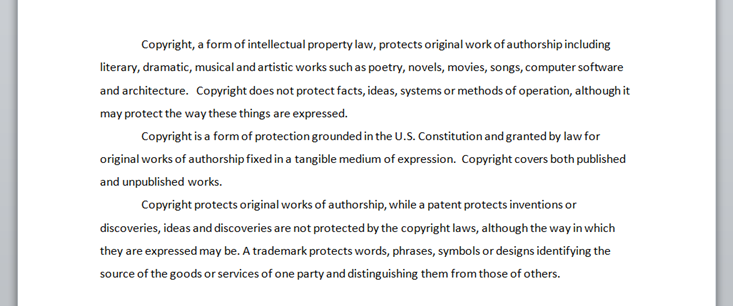 Copyright, a form of intellectual property law, protects original work of authorship including
literary, dramatic, musical and artistic works such as poetry, novels, movies, songs, computer software
and architecture.   Copyright does not protect facts, ideas, systems or methods of operation, although it
may protect the way these things are expressed.
Copyright is a form of protection grounded in the U.S. Constitution and granted by law for
original works of authorship fixed in a tangible medium of expression.  Copyright covers both published
and unpublished works.
Copyright protects original works of authorship, while a patent protects inventions or
discoveries, ideas and discoveries are not protected by the copyright laws, although the way in which
they are expressed may be. A trademark protects words, phrases, symbols or designs identifying the
source of the goods or services of one party and distinguishing them from those of others.